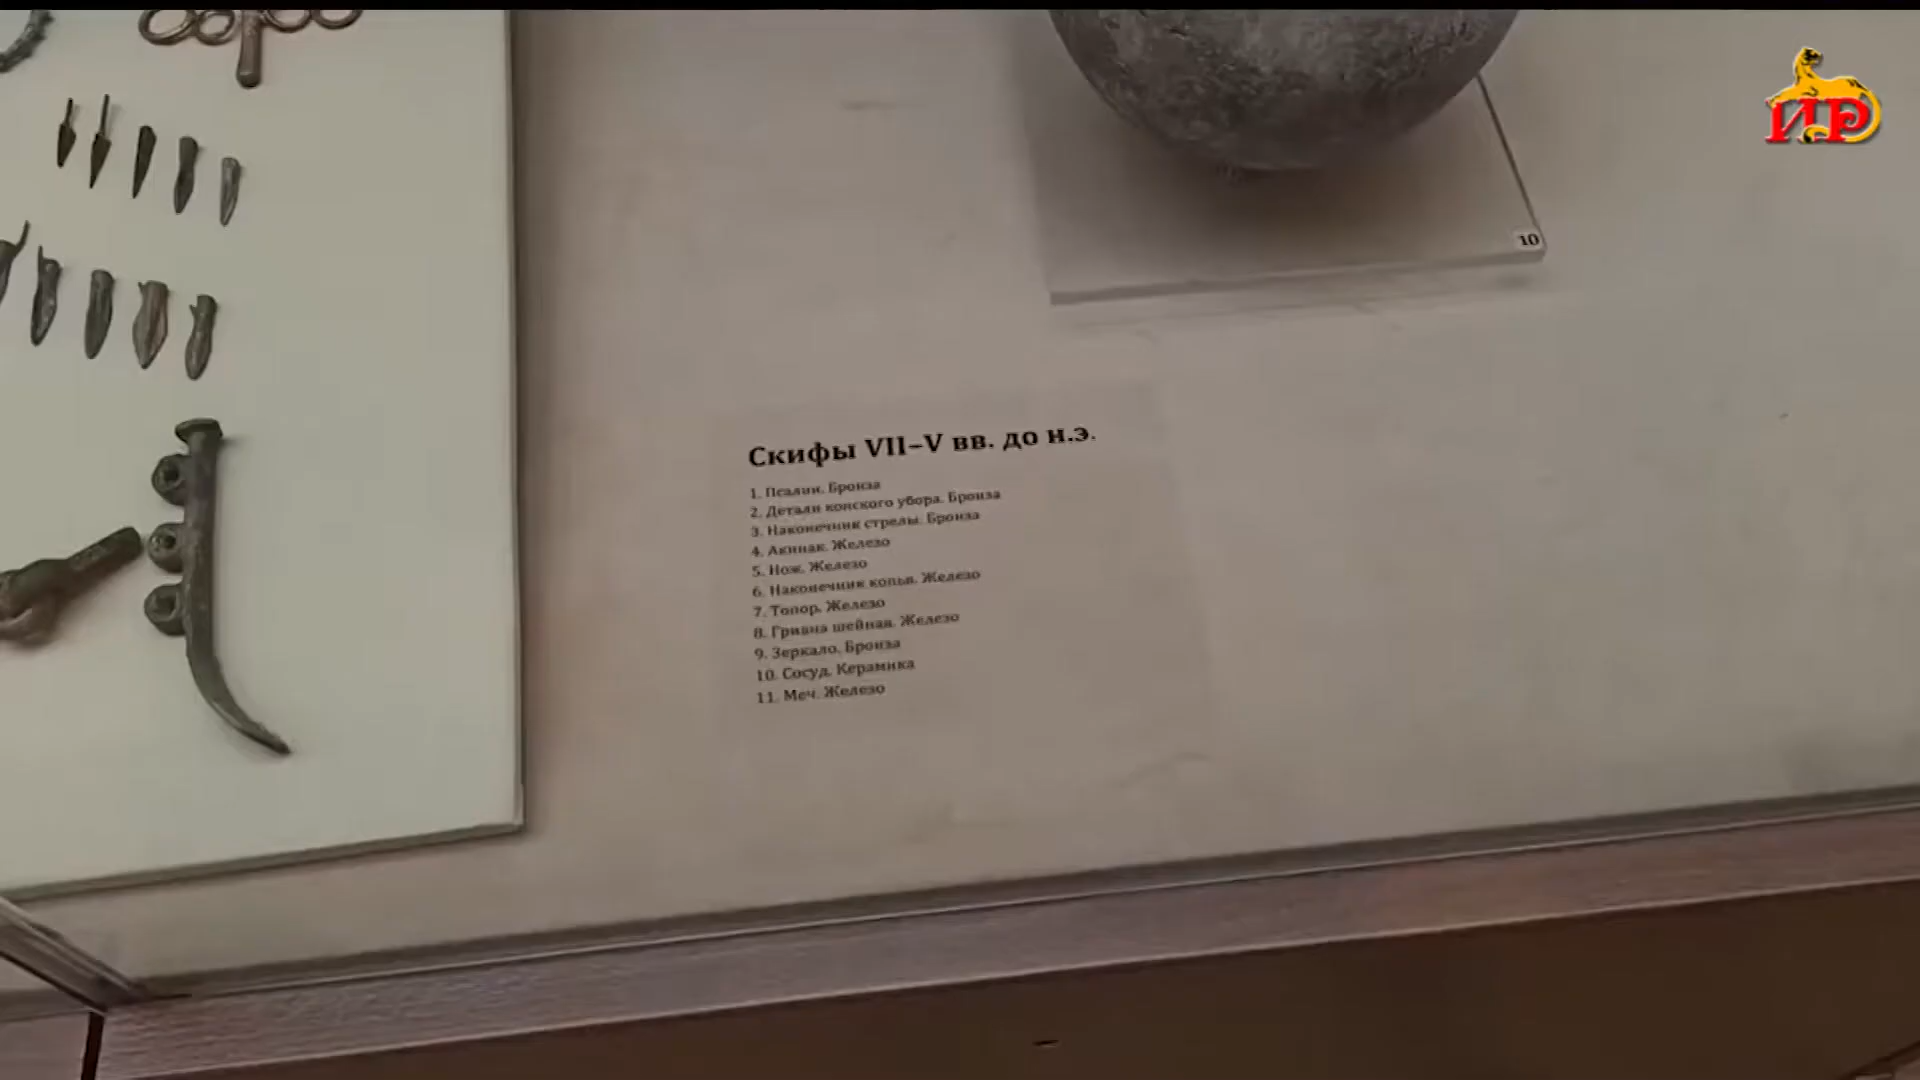 ИР
10
Скифы VII–V вв. до н.э.
1. Псалии. Бронза
2. Детали конского убора. Бронза
3. Наконечник стрелы. Бронза
4. Акинак. Железо
5. Нож. Железо
6. Наконечник копья. Железо
7. Топор. Железо
8. Гривна шейная. Железо
9. Зеркало. Бронза
10. Сосуд. Керамика
11. Меч. Железо